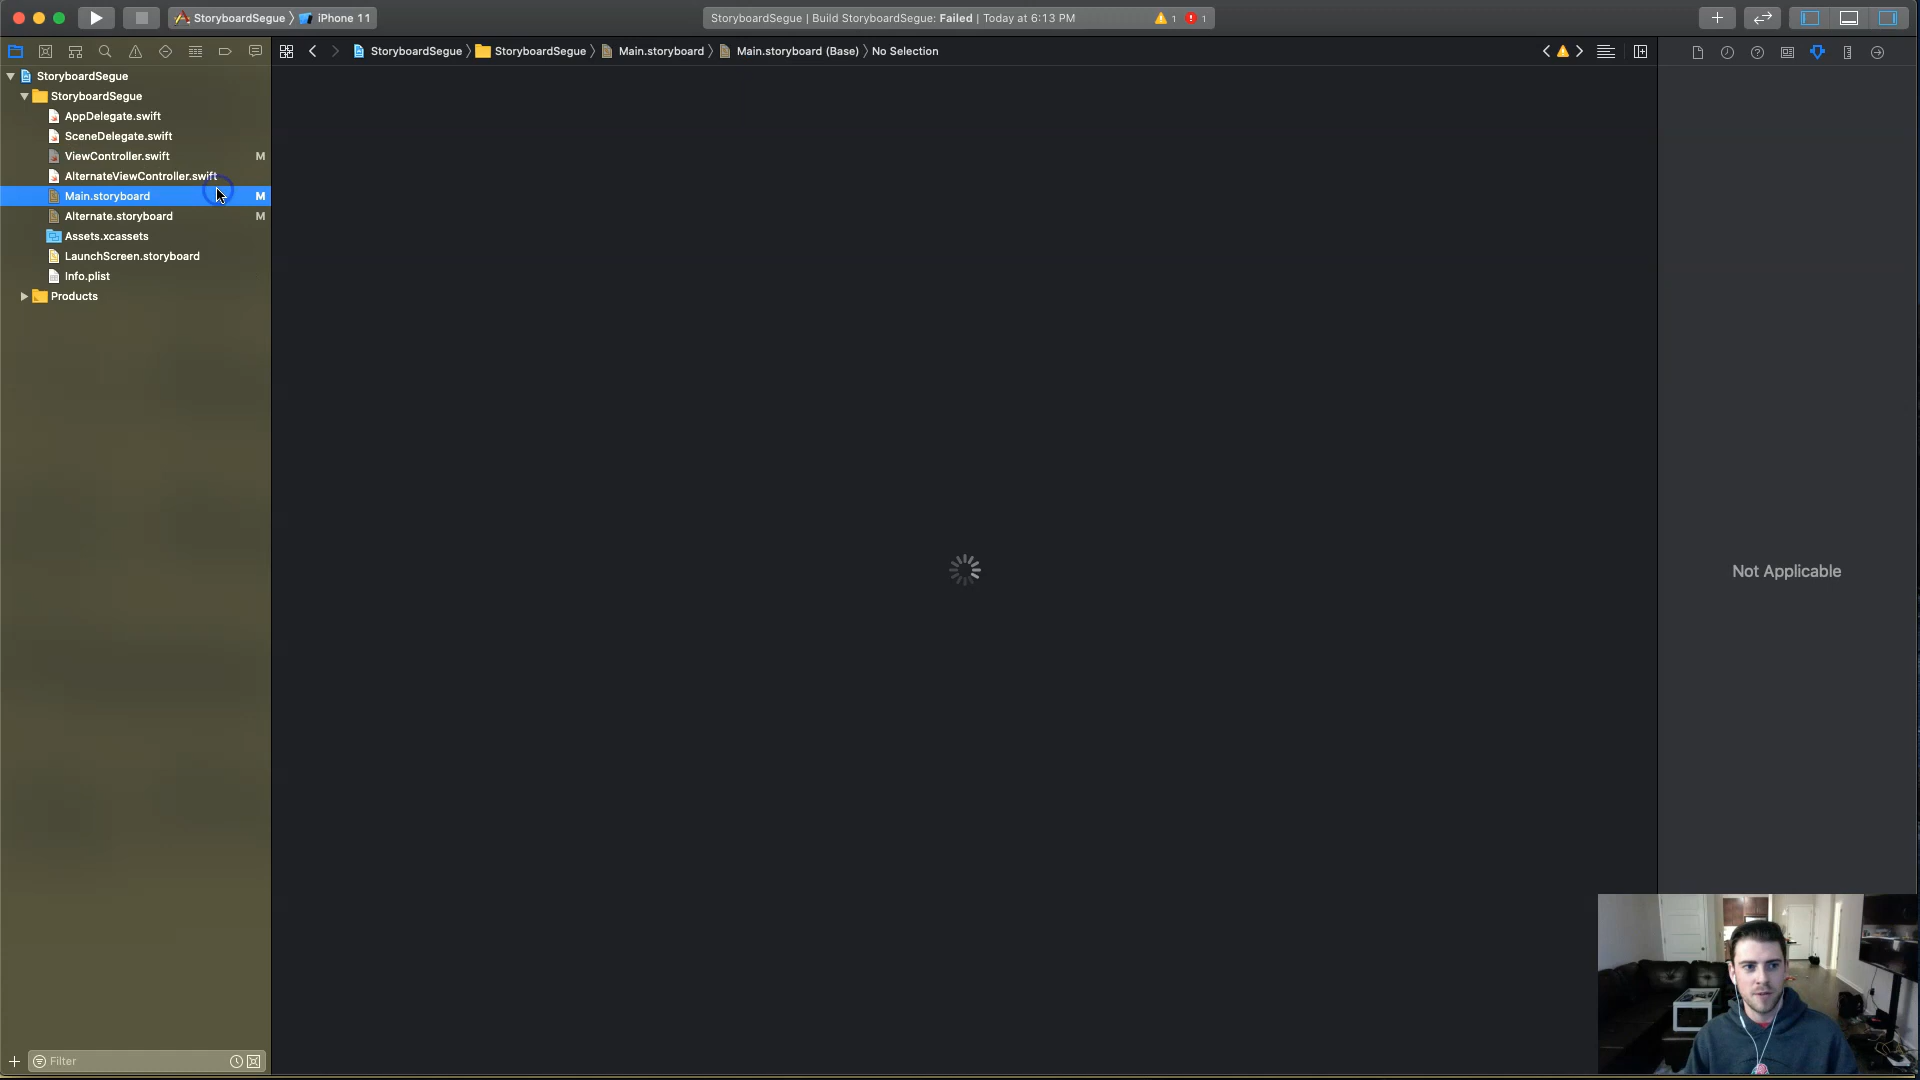 StoryboardSegue 〉 iPhone 11
StoryboardSegue | Build StoryboardSegue: Failed | Today at 6:13 PM
1
1
StoryboardSegue 〉 StoryboardSegue 〉 Main.storyboard 〉 Main.storyboard (Base) 〉 No Selection
StoryboardSegue
StoryboardSegue
AppDelegate.swift
SceneDelegate.swift
ViewController.swift M
AlternateViewController.swift
Main.storyboard M
Alternate.storyboard M
Assets.xcassets
LaunchScreen.storyboard
Info.plist
Products
Not Applicable
Filter